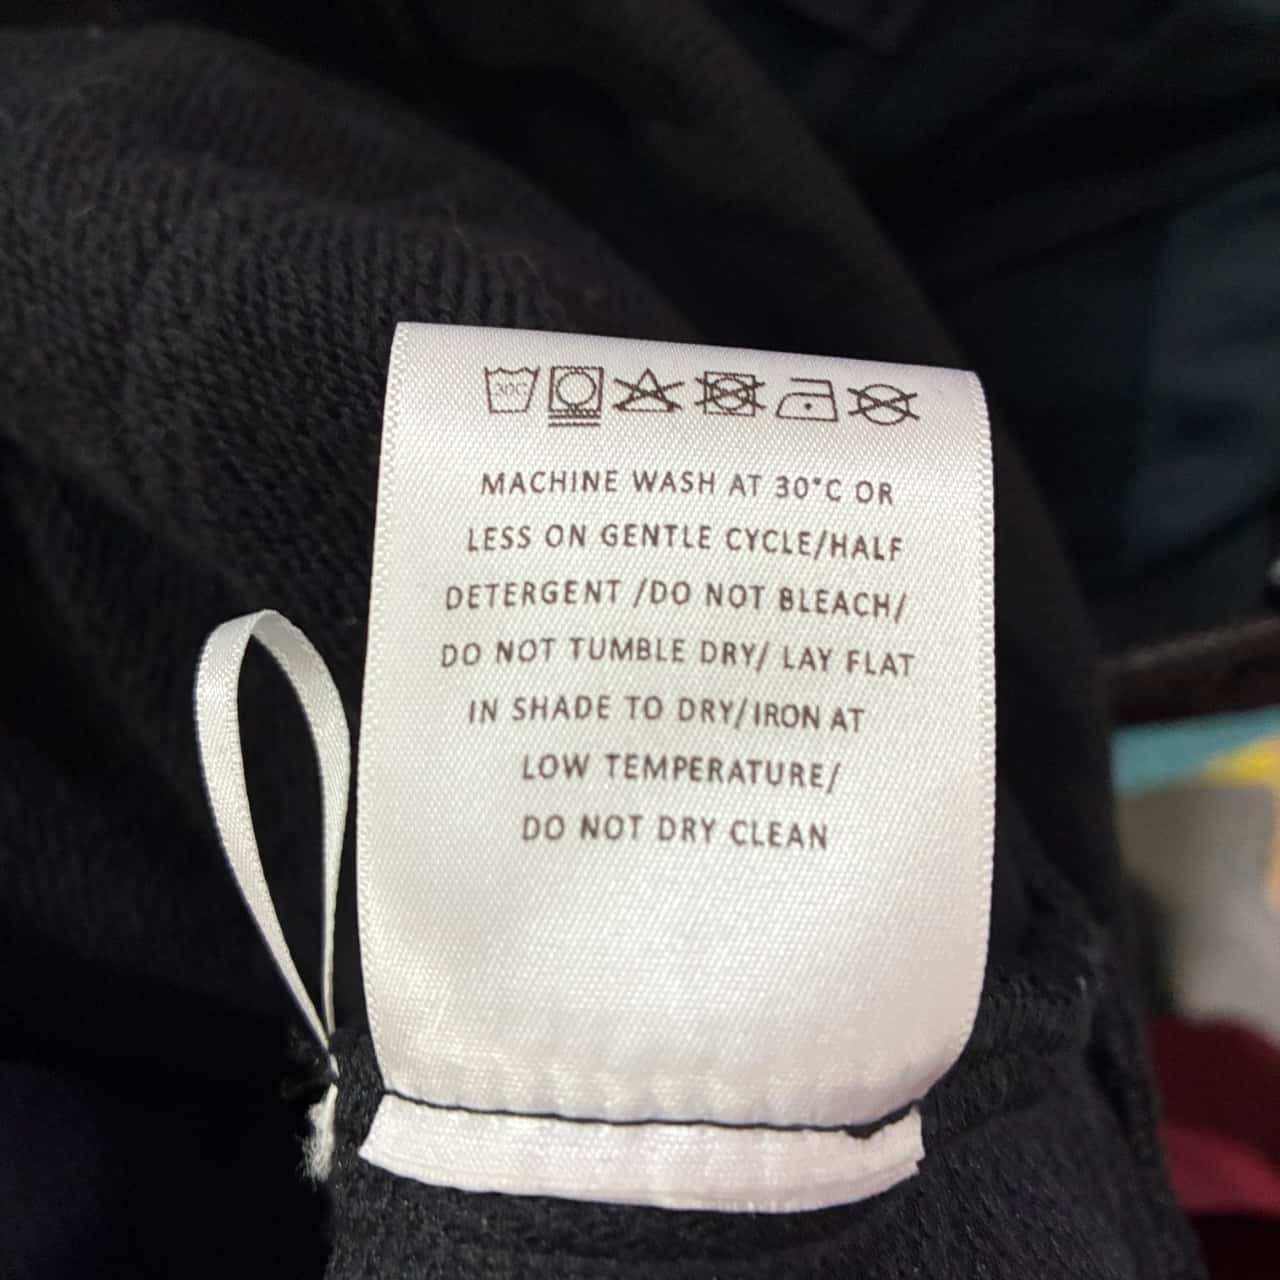 30C
MACHINE WASH AT 30°C OR
LESS ON GENTLE CYCLE/HALF
DETERGENT /DO NOT BLEACH/
DO NOT TUMBLE DRY/ LAY FLAT
IN SHADE TO DRY/IRON AT
LOW TEMPERATURE/
DO NOT DRY CLEAN